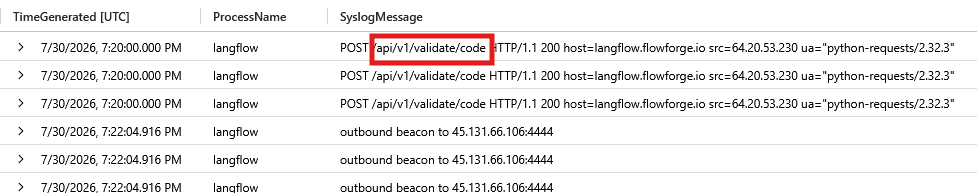 TimeGenerated [UTC] ProcessName SyslogMessage
7/30/2026, 7:20:00.000 PM langflow POST /api/v1/validate/code HTTP/1.1 200 host=langflow.flowforge.io src=64.20.53.230 ua="python-requests/2.32.3"
7/30/2026, 7:20:00.000 PM langflow POST /api/v1/validate/code HTTP/1.1 200 host=langflow.flowforge.io src=64.20.53.230 ua="python-requests/2.32.3"
7/30/2026, 7:20:00.000 PM langflow POST /api/v1/validate/code HTTP/1.1 200 host=langflow.flowforge.io src=64.20.53.230 ua="python-requests/2.32.3"
7/30/2026, 7:22:04.916 PM langflow outbound beacon to 45.131.66.106:4444
7/30/2026, 7:22:04.916 PM langflow outbound beacon to 45.131.66.106:4444
7/30/2026, 7:22:04.916 PM langflow outbound beacon to 45.131.66.106:4444